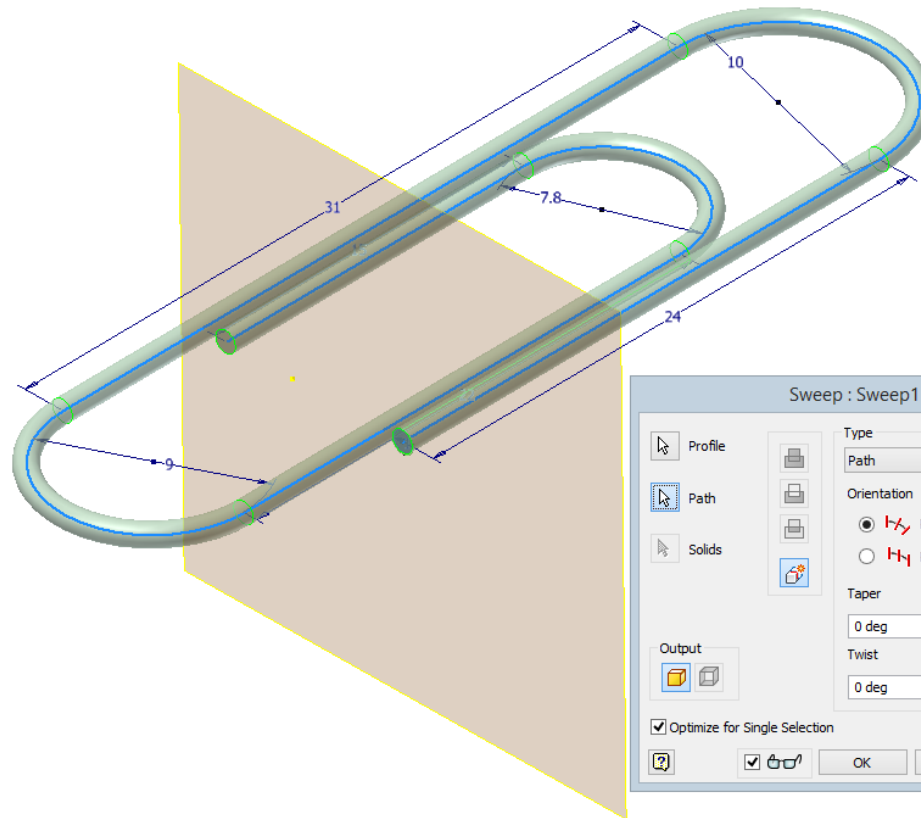 10
7.8
31
24
9
Sweep : Sweep1
Profile
Path
Solids
Type
Path
Orientation
Taper
0 deg
Twist
0 deg
Output
Optimize for Single Selection
?
OK